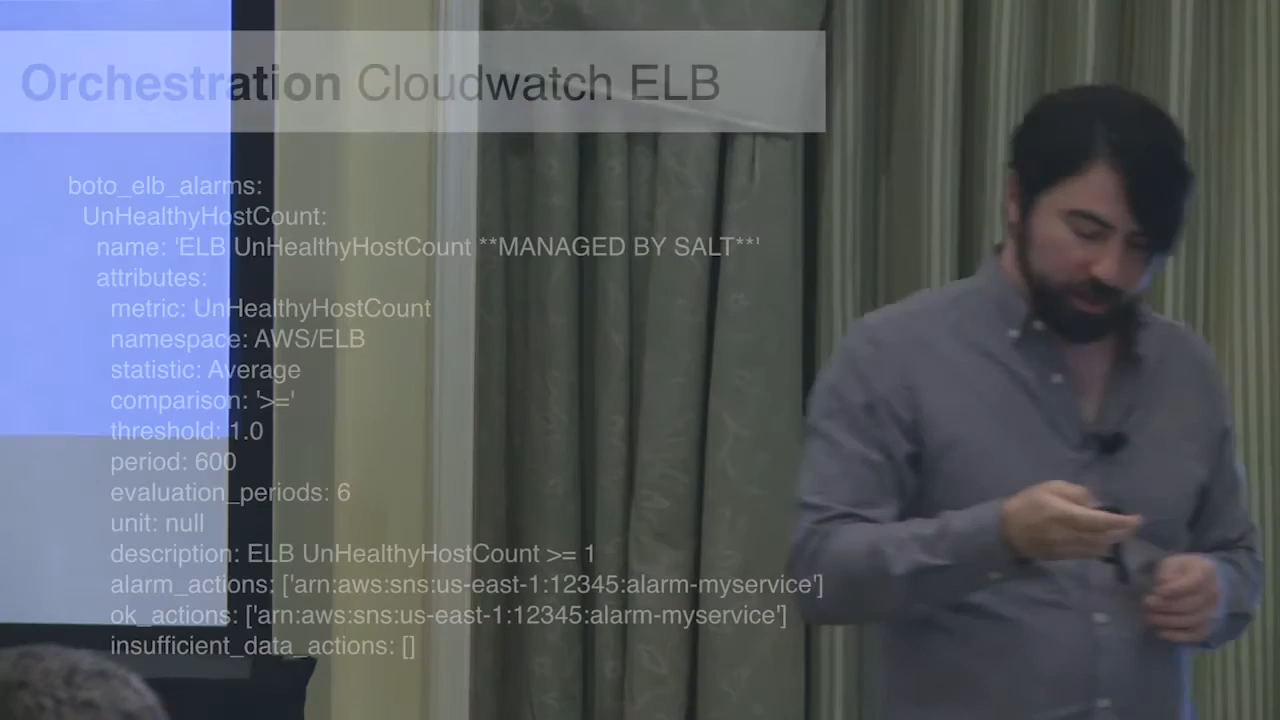 Orchestration Cloudwatch ELB
boto_elb_alarms:
UnHealthyHostCount:
name: 'ELB UnHealthyHostCount **MANAGED BY SALT**'
attributes:
metric: UnHealthyHostCount
namespace: AWS/ELB
statistic: Average
comparison: '>='
threshold: 1.0
period: 600
evaluation_periods: 6
unit: null
description: ELB UnHealthyHostCount >= 1
alarm_actions: ['arn:aws:sns:us-east-1:12345:alarm-myservice']
ok_actions: ['arn:aws:sns:us-east-1:12345:alarm-myservice']
insufficient_data_actions: []